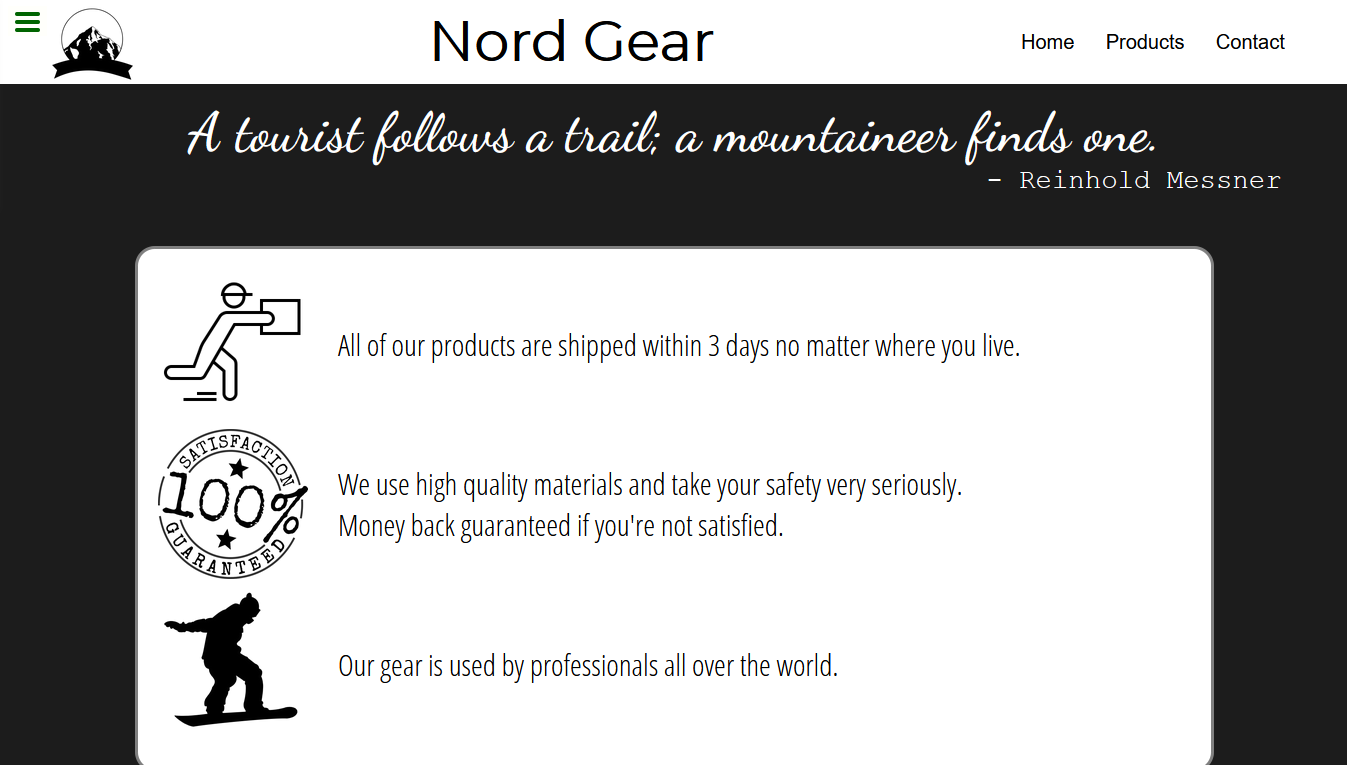 Nord Gear
Home
Products
Contact
A tourist follows a trail; a mountaineer finds one.
- Reinhold Messner
All of our products are shipped within 3 days no matter where you live.
SATISFACTION
100%
GUARANTEED
We use high quality materials and take your safety very seriously.
Money back guaranteed if you're not satisfied.
Our gear is used by professionals all over the world.